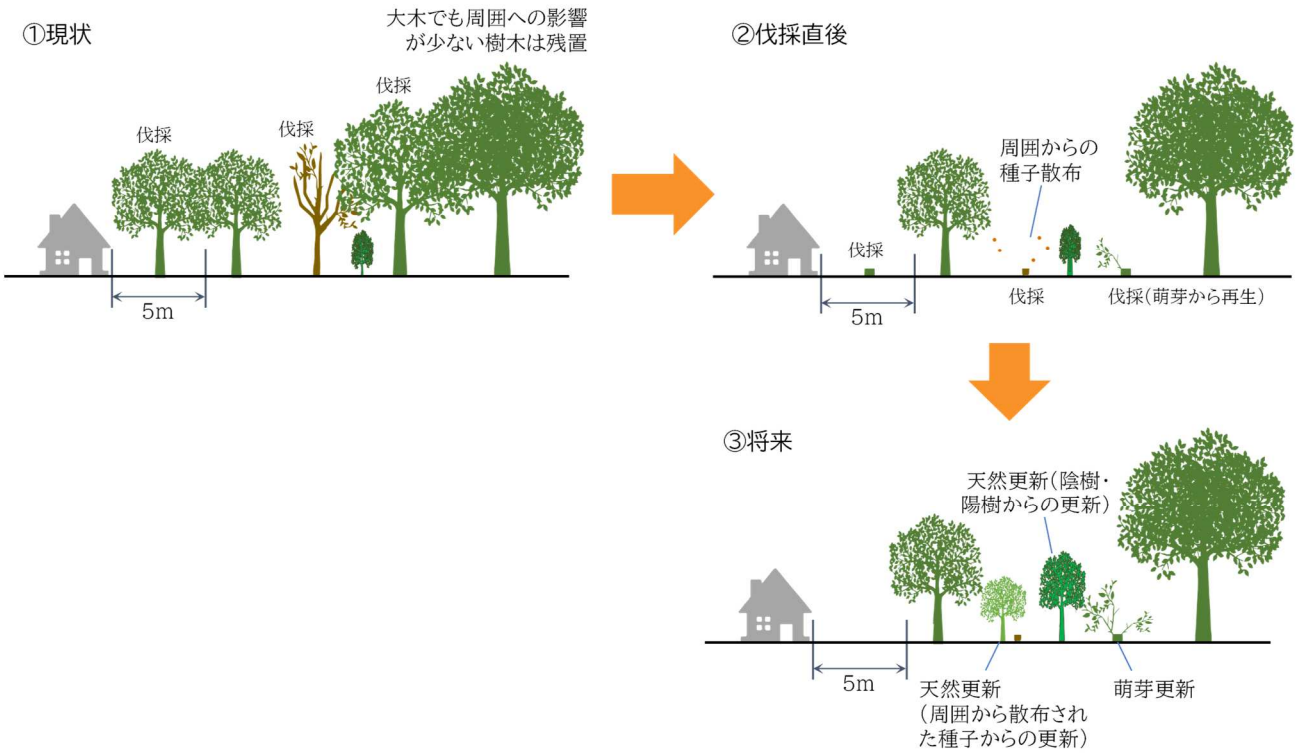 ①現状
大木でも周囲への影響
が少ない樹木は残置
伐採
伐採
伐採
5m
②伐採直後
周囲からの
種子散布
伐採
伐採
伐採(萌芽から再生)
5m
③将来
天然更新(陰樹・
陽樹からの更新)
5m
天然更新
(周囲から散布され
た種子からの更新)
萌芽更新